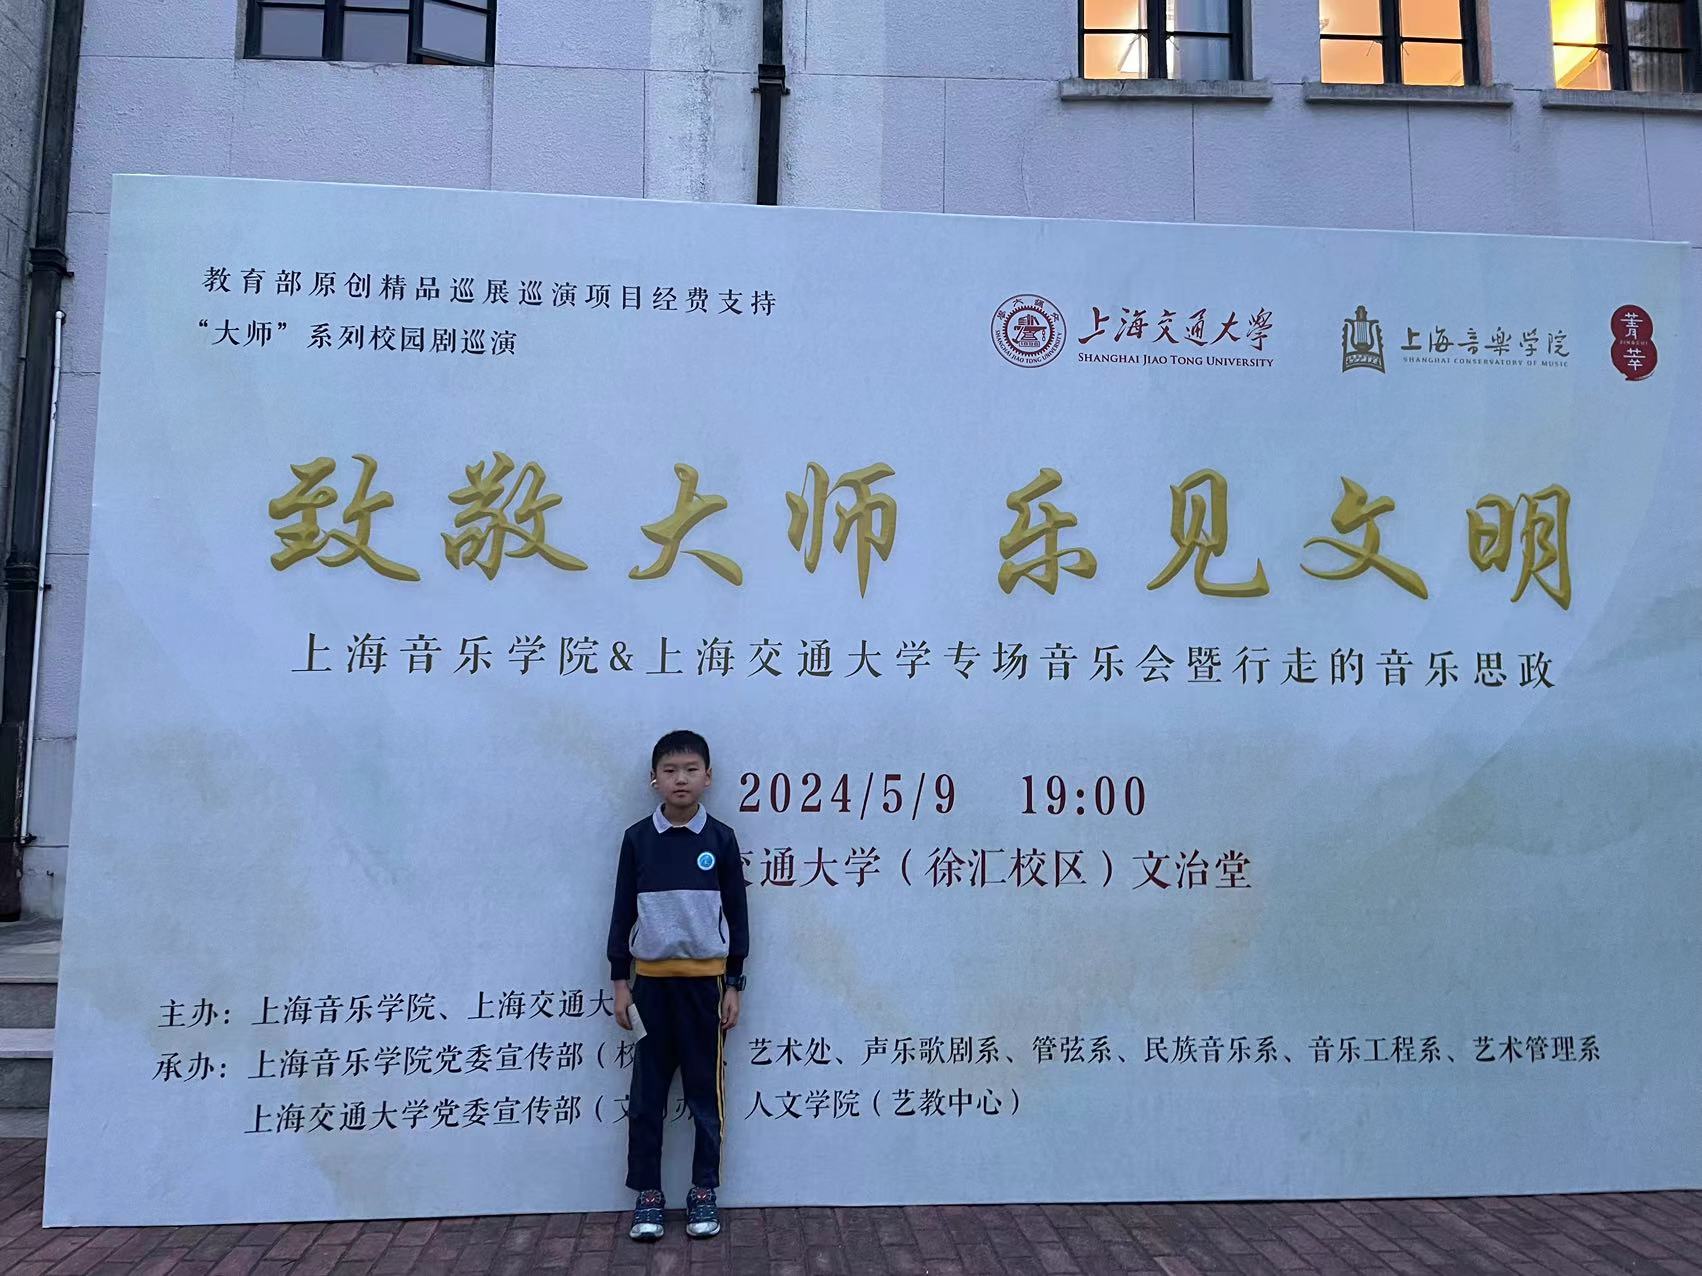 教育部原创精品巡展巡演项目经费支持
“大师”系列校园剧巡演
上海交通大學
SHANGHAI JIAO TONG UNIVERSITY
上海音樂学院
SHANGHAI CONSERVATORY OF MUSIC
菁萃
致敬大师 乐见文明
上海音乐学院&上海交通大学专场音乐会暨行走的音乐思政
2024/5/9 19:00
交通大学（徐汇校区）文治堂
主办：上海音乐学院、上海交通大
承办：上海音乐学院党委宣传部（校 、艺术处、声乐歌剧系、管弦系、民族音乐系、音乐工程系、艺术管理系
上海交通大学党委宣传部（文 办 人文学院（艺教中心）